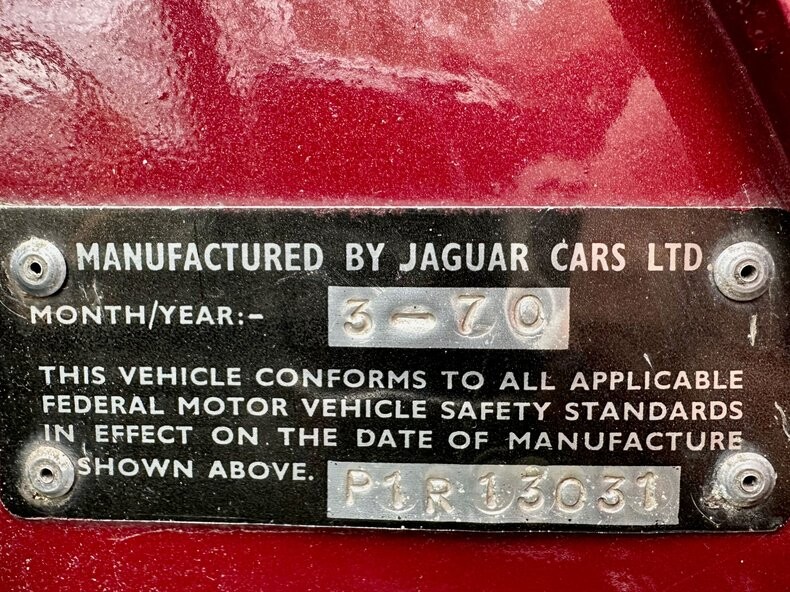 MANUFACTURED BY JAGUAR CARS LTD.
MONTH/YEAR:- 3-70
THIS VEHICLE CONFORMS TO ALL APPLICABLE
FEDERAL MOTOR VEHICLE SAFETY STANDARDS
IN EFFECT ON THE DATE OF MANUFACTURE
SHOWN ABOVE. P1R13031